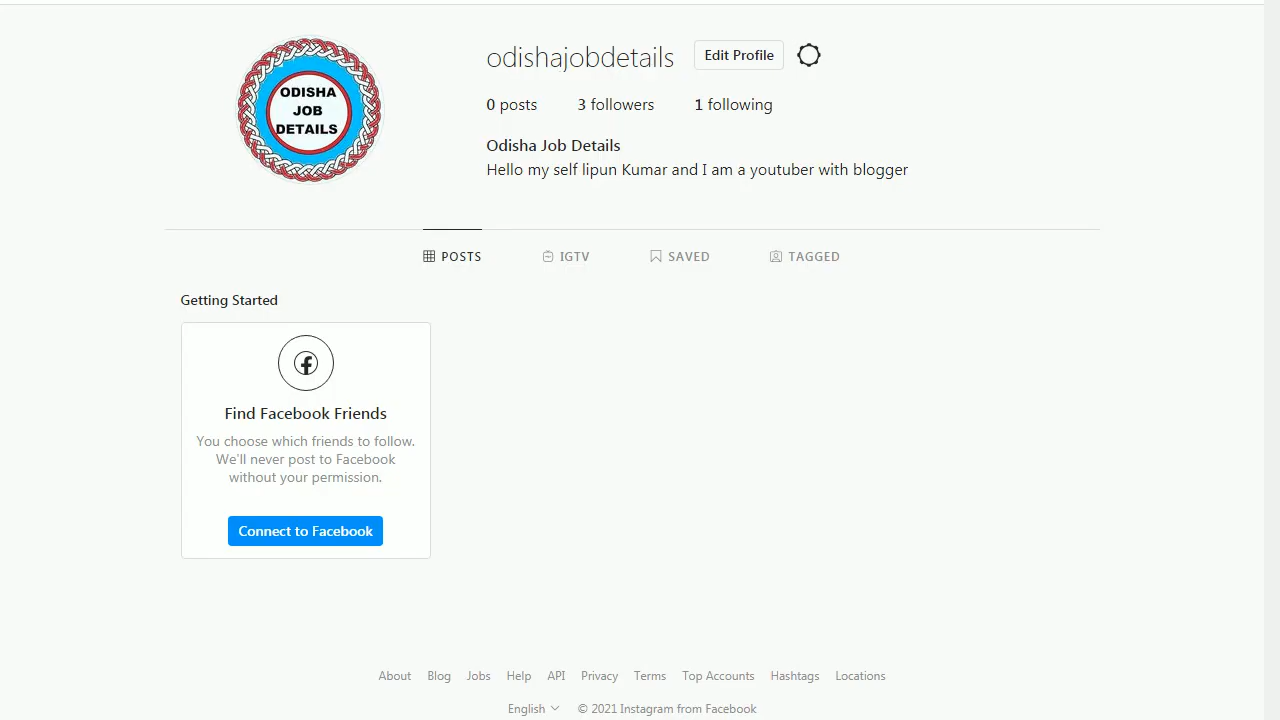 ODISHA
JOB
DETAILS
odishajobdetails Edit Profile
0 posts 3 followers 1 following
Odisha Job Details
Hello my self lipun Kumar and I am a youtuber with blogger
POSTS IGTV SAVED TAGGED
Getting Started
Find Facebook Friends
You choose which friends to follow.
We'll never post to Facebook
without your permission.
Connect to Facebook
About Blog Jobs Help API Privacy Terms Top Accounts Hashtags Locations
English © 2021 Instagram from Facebook